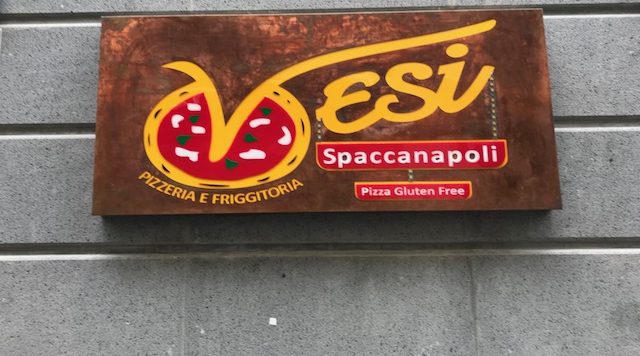 Vesi
Spaccanapoli
PIZZERIA E FRIGGITORIA
Pizza Gluten Free